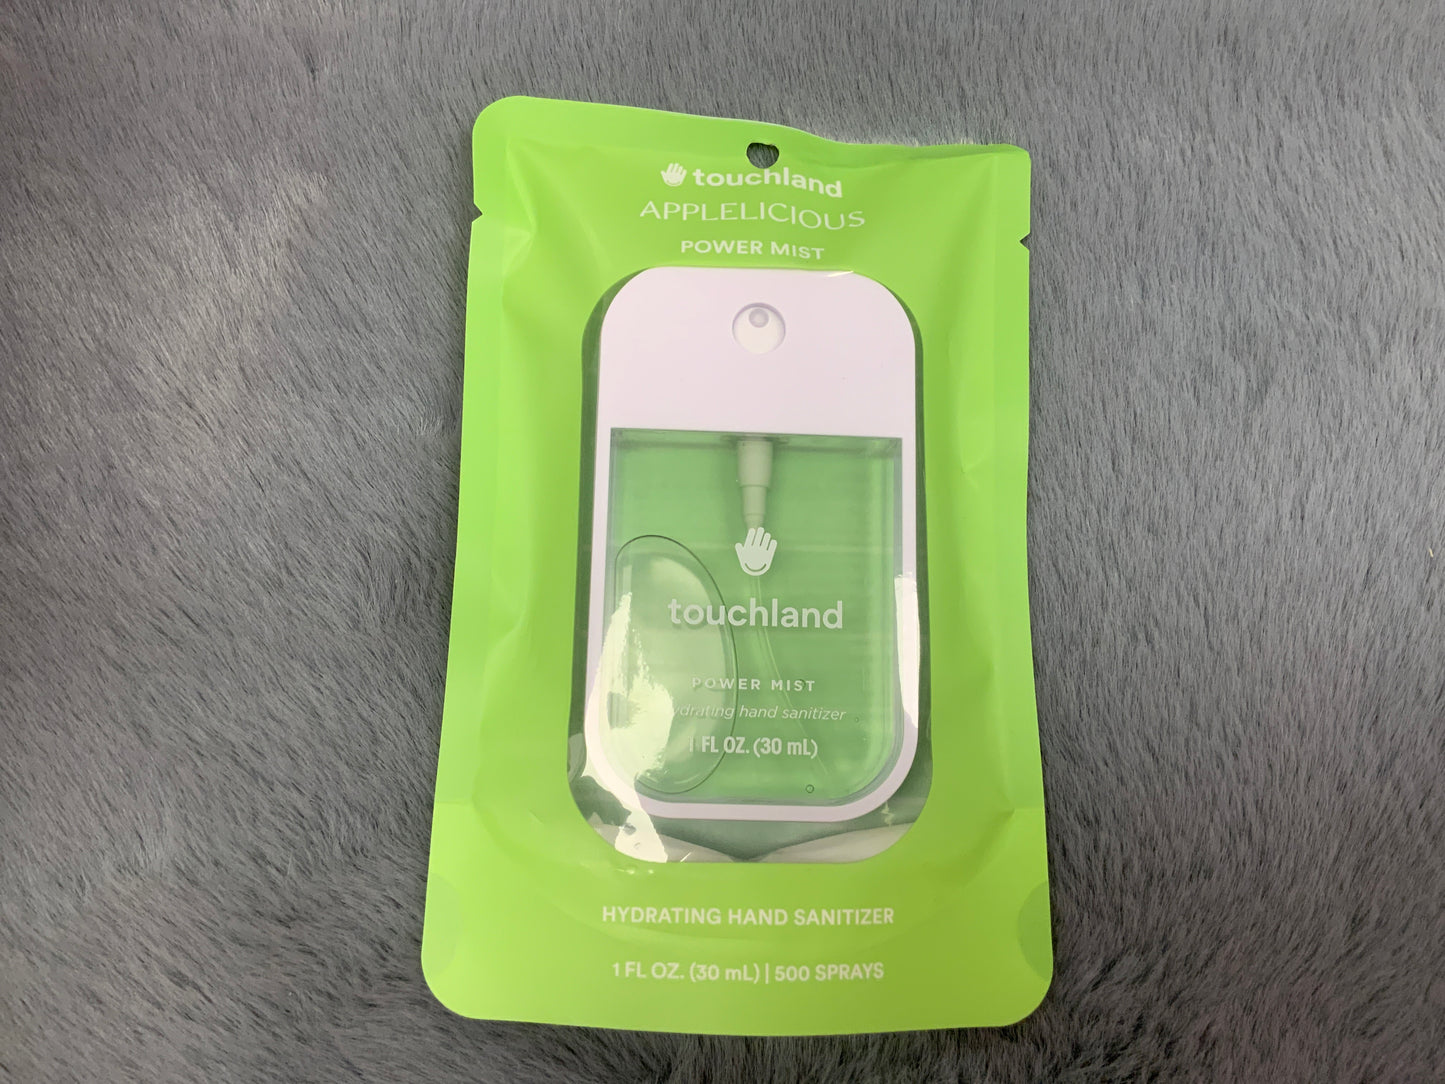 touchland
APPLELICIOUS
POWER MIST
touchland
POWER MIST
hydrating hand sanitizer
1 FL OZ. (30 mL)
HYDRATING HAND SANITIZER
1 FL OZ. (30 mL) | 500 SPRAYS